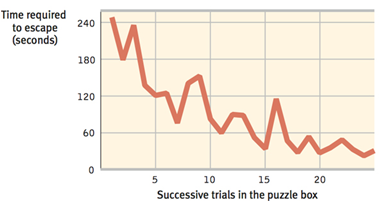 Time required
to escape
(seconds)
240
180
120
60
0
5
10
15
20
Successive trials in the puzzle box